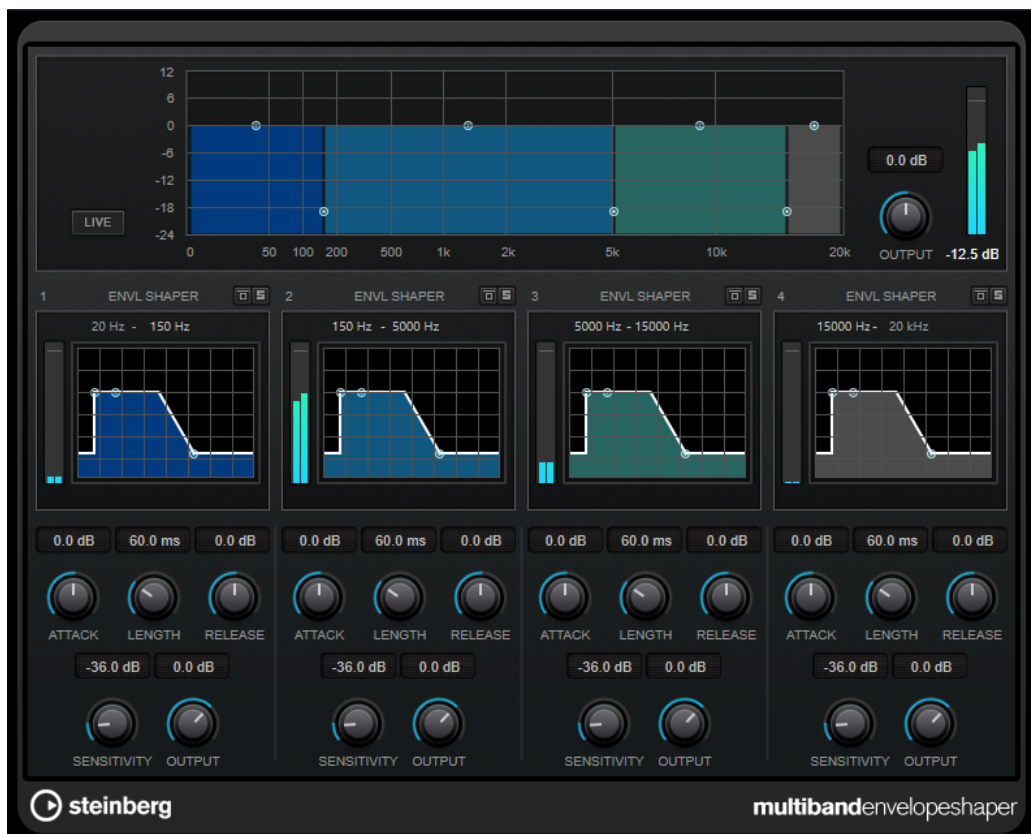 12
6
0
-6
-12
-18
-24
LIVE
0 50 100 200 500 1k 2k 5k 10k 20k
0.0 dB
OUTPUT -12.5 dB
1 ENVL SHAPER S 2 ENVL SHAPER S 3 ENVL SHAPER S 4 ENVL SHAPER S
20 Hz - 150 Hz 150 Hz - 5000 Hz 5000 Hz - 15000 Hz 15000 Hz - 20 kHz
0.0 dB 60.0 ms 0.0 dB 0.0 dB 60.0 ms 0.0 dB 0.0 dB 60.0 ms 0.0 dB 0.0 dB 60.0 ms 0.0 dB
ATTACK LENGTH RELEASE ATTACK LENGTH RELEASE ATTACK LENGTH RELEASE ATTACK LENGTH RELEASE
-36.0 dB 0.0 dB -36.0 dB 0.0 dB -36.0 dB 0.0 dB -36.0 dB 0.0 dB
SENSITIVITY OUTPUT SENSITIVITY OUTPUT SENSITIVITY OUTPUT SENSITIVITY OUTPUT
steinberg multibandenvelopeshaper